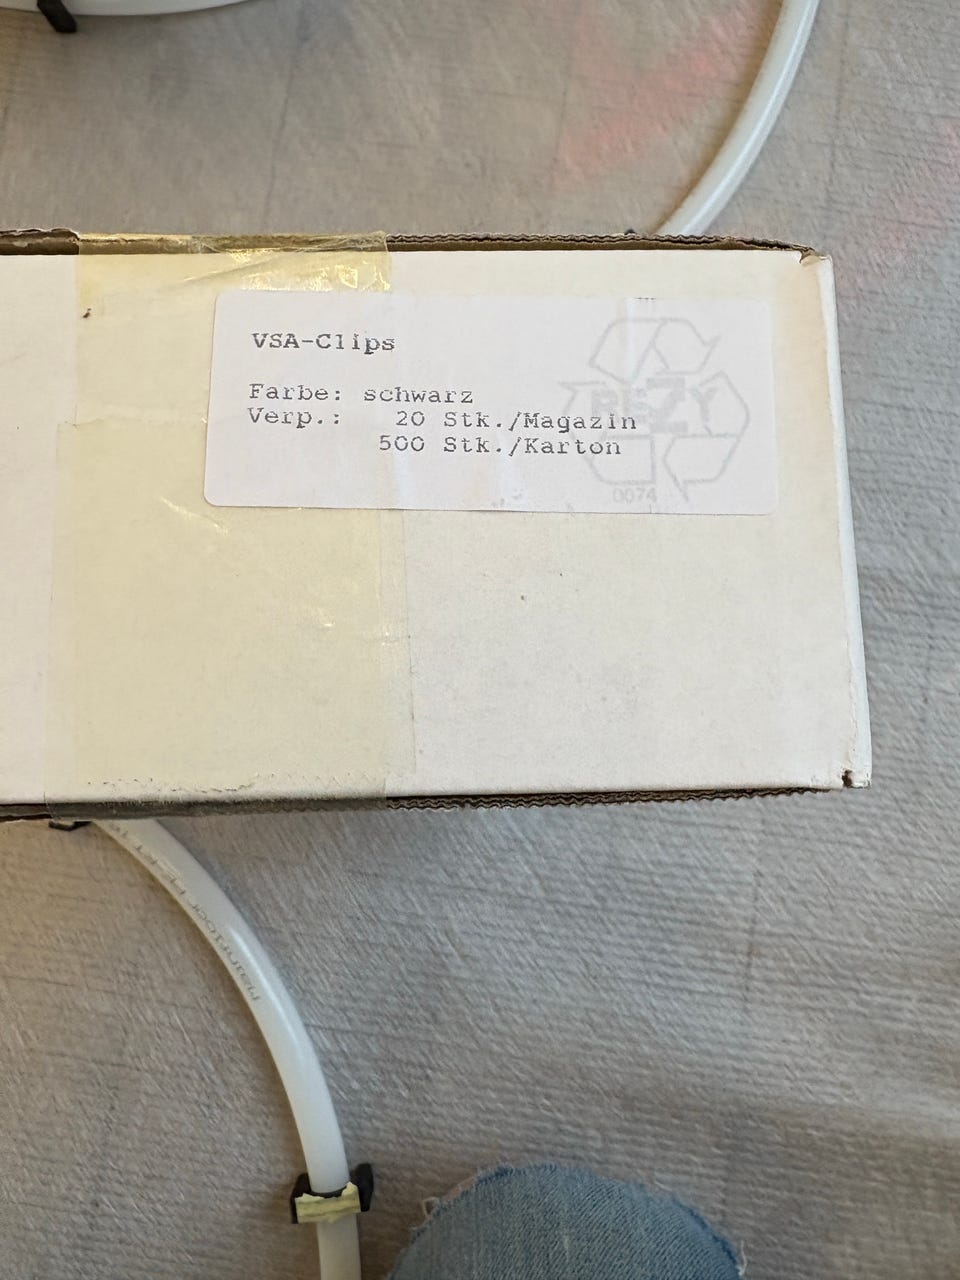 VSA-Clips
Farbe: schwarz
Verp.: 20 Stk./Magazin
500 Stk./Karton
RESY
0074